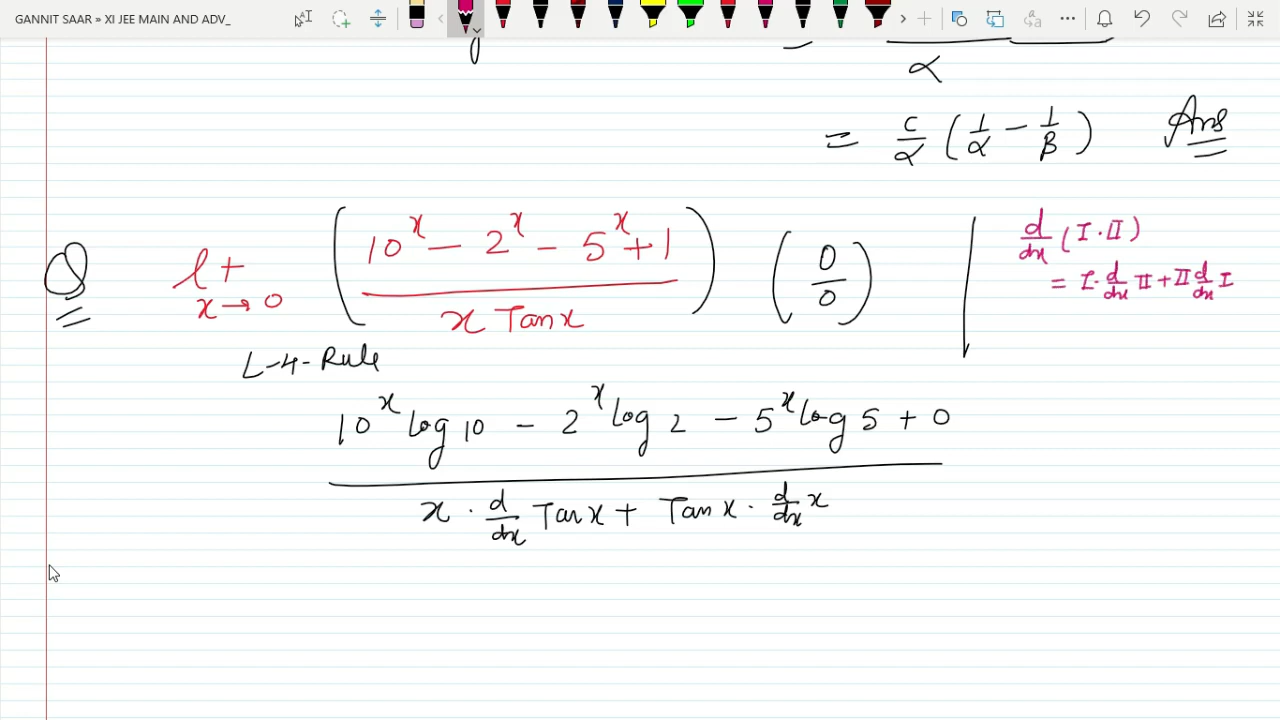 GANNIT SAAR » XI JEE MAIN AND ADV_
α
= c/α (1/α − 1/β) Ans
Q lt x→0 ((10^x − 2^x − 5^x + 1)/(x Tan x)) (0/0)
d/dx (I · II)
= I · d/dx II + II d/dx I
L-4-Rule
10^x log 10 − 2^x log 2 − 5^x log 5 + 0
x · d/dx Tan x + Tan x · d/dx x